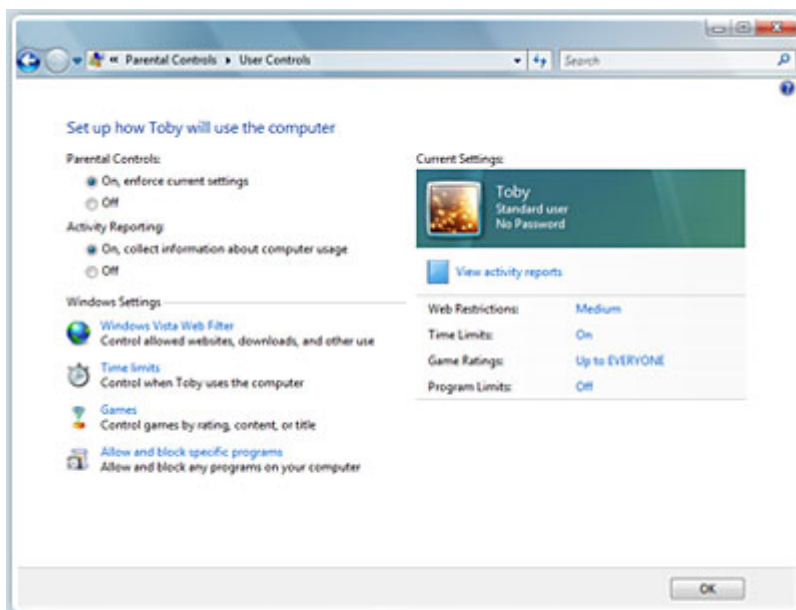 « Parental Controls ▸ User Controls
Search
Set up how Toby will use the computer
Parental Controls:
On, enforce current settings
Off
Activity Reporting:
On, collect information about computer usage
Off
Windows Settings
Windows Vista Web Filter
Control allowed websites, downloads, and other use
Time limits
Control when Toby uses the computer
Games
Control games by rating, content, or title
Allow and block specific programs
Allow and block any programs on your computer
Current Settings:
Toby
Standard user
No Password
View activity reports
Web Restrictions: Medium
Time Limits: On
Game Ratings: Up to EVERYONE
Program Limits: Off
OK